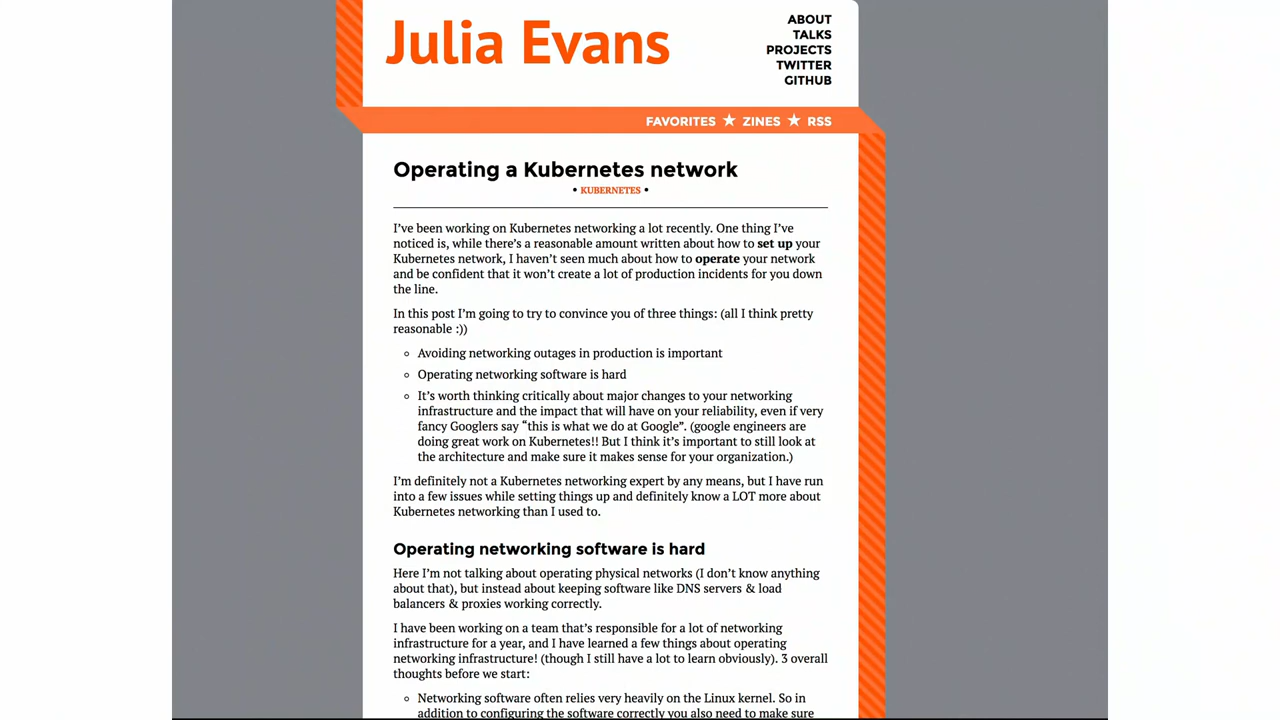 Julia Evans
ABOUT
TALKS
PROJECTS
TWITTER
GITHUB
FAVORITES ★ ZINES ★ RSS
Operating a Kubernetes network
• KUBERNETES •
I’ve been working on Kubernetes networking a lot recently. One thing I’ve
noticed is, while there’s a reasonable amount written about how to set up your
Kubernetes network, I haven’t seen much about how to operate your network
and be confident that it won’t create a lot of production incidents for you down
the line.
In this post I’m going to try to convince you of three things: (all I think pretty
reasonable :))
◦ Avoiding networking outages in production is important
◦ Operating networking software is hard
◦ It’s worth thinking critically about major changes to your networking
infrastructure and the impact that will have on your reliability, even if very
fancy Googlers say “this is what we do at Google”. (google engineers are
doing great work on Kubernetes!! But I think it’s important to still look at
the architecture and make sure it makes sense for your organization.)
I’m definitely not a Kubernetes networking expert by any means, but I have run
into a few issues while setting things up and definitely know a LOT more about
Kubernetes networking than I used to.
Operating networking software is hard
Here I’m not talking about operating physical networks (I don’t know anything
about that), but instead about keeping software like DNS servers & load
balancers & proxies working correctly.
I have been working on a team that’s responsible for a lot of networking
infrastructure for a year, and I have learned a few things about operating
networking infrastructure! (though I still have a lot to learn obviously). 3 overall
thoughts before we start:
◦ Networking software often relies very heavily on the Linux kernel. So in
addition to configuring the software correctly you also need to make sure